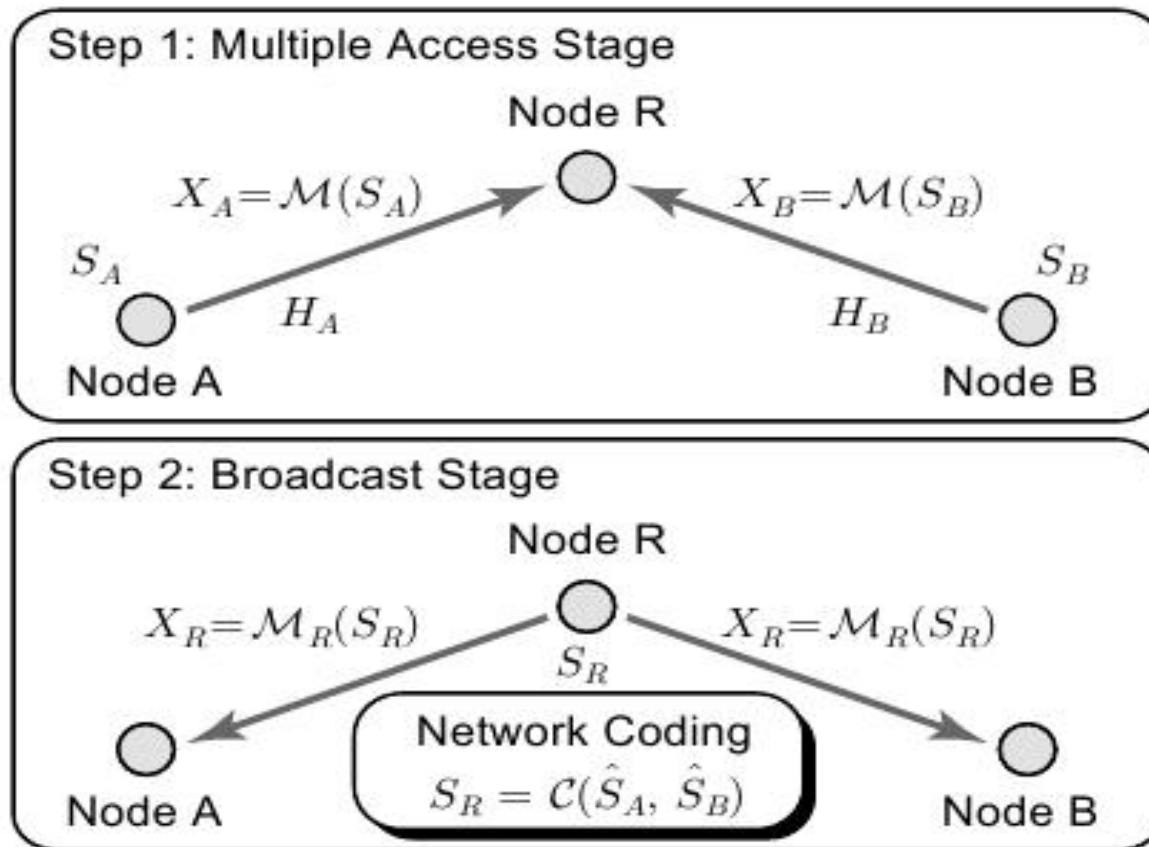 Step 1: Multiple Access Stage
Node R
X_A=ℳ(S_A) X_B=ℳ(S_B)
S_A S_B
H_A H_B
Node A Node B
Step 2: Broadcast Stage
Node R
X_R=ℳ_R(S_R) X_R=ℳ_R(S_R)
S_R
Network Coding
S_R = 𝒞(Ŝ_A, Ŝ_B)
Node A Node B